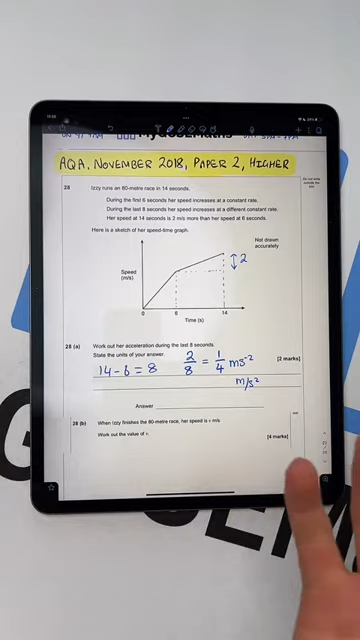 AQA, NOVEMBER 2018, PAPER 2, HIGHER
28 Izzy runs an 80-metre race in 14 seconds.
During the first 6 seconds her speed increases at a constant rate.
During the last 8 seconds her speed increases at a different constant rate.
Her speed at 14 seconds is 2 m/s more than her speed at 6 seconds.
Here is a sketch of her speed-time graph.
Not drawn
accurately
Speed
(m/s)
2
0 6 14
Time (s)
28 (a) Work out her acceleration during the last 8 seconds.
State the units of your answer.
[2 marks]
14 - 6 = 8 2/8 = 1/4 ms⁻²
m/s²
Answer
28 (b) When Izzy finishes the 80-metre race, her speed is v m/s
Work out the value of v.
[4 marks]